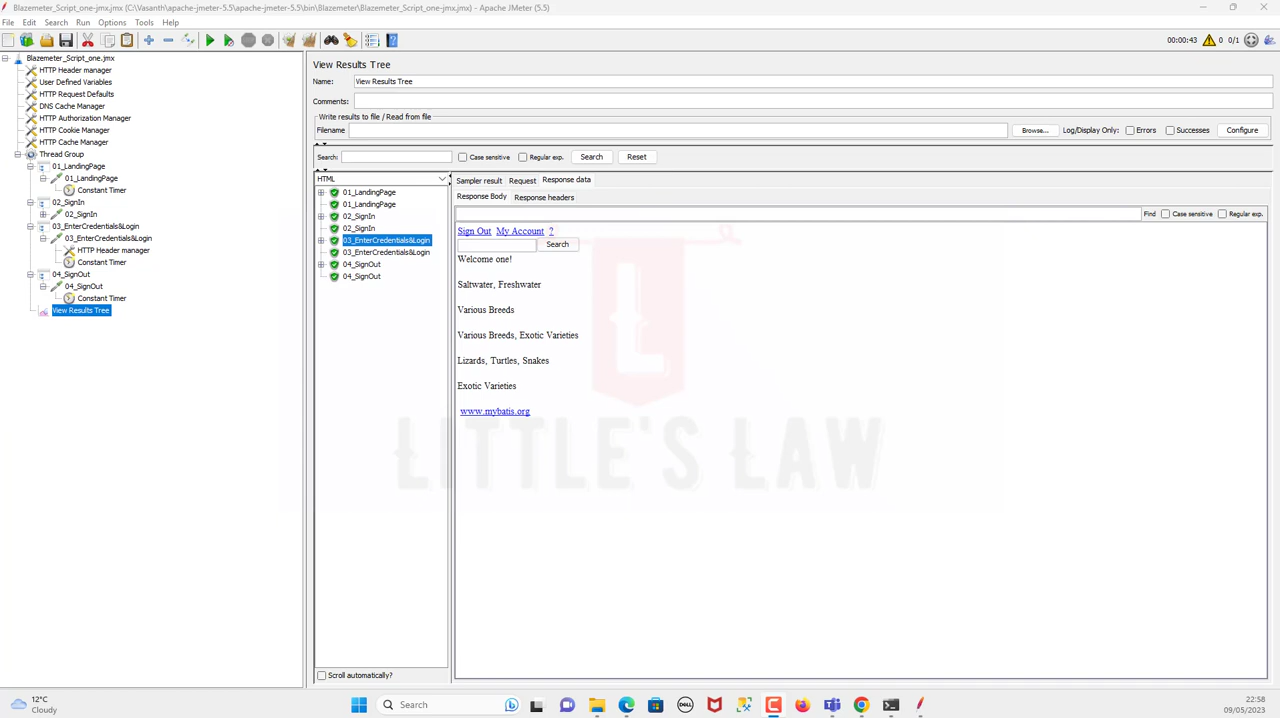 Blazemeter_Script_one-jmx.jmx (C:\Vasanth\apache-jmeter-5.5\apache-jmeter-5.5\bin\Blazemeter\Blazemeter_Script_one-jmx.jmx) - Apache JMeter (5.5)
File Edit Search Run Options Tools Help
00:00:43 0 0/1
Blazemeter_Script_one.jmx
HTTP Header manager
User Defined Variables
HTTP Request Defaults
DNS Cache Manager
HTTP Authorization Manager
HTTP Cookie Manager
HTTP Cache Manager
Thread Group
01_LandingPage
01_LandingPage
Constant Timer
02_SignIn
02_SignIn
03_EnterCredentials&Login
03_EnterCredentials&Login
HTTP Header manager
Constant Timer
04_SignOut
04_SignOut
Constant Timer
View Results Tree
View Results Tree
Name: View Results Tree
Comments:
Write results to file / Read from file
Filename Browse... Log/Display Only: Errors Successes Configure
Search: Case sensitive Regular exp. Search Reset
HTML
01_LandingPage
01_LandingPage
02_SignIn
02_SignIn
03_EnterCredentials&Login
03_EnterCredentials&Login
04_SignOut
04_SignOut
Scroll automatically?
Sampler result Request Response data
Response Body Response headers
Find Case sensitive Regular exp.
Sign Out My Account ?
Search
Welcome one!
Saltwater, Freshwater
Various Breeds
Various Breeds, Exotic Varieties
Lizards, Turtles, Snakes
Exotic Varieties
www.mybatis.org
L
LITTLE'S LAW
12°C
Cloudy
Search
DELL
22:58
09/05/2023